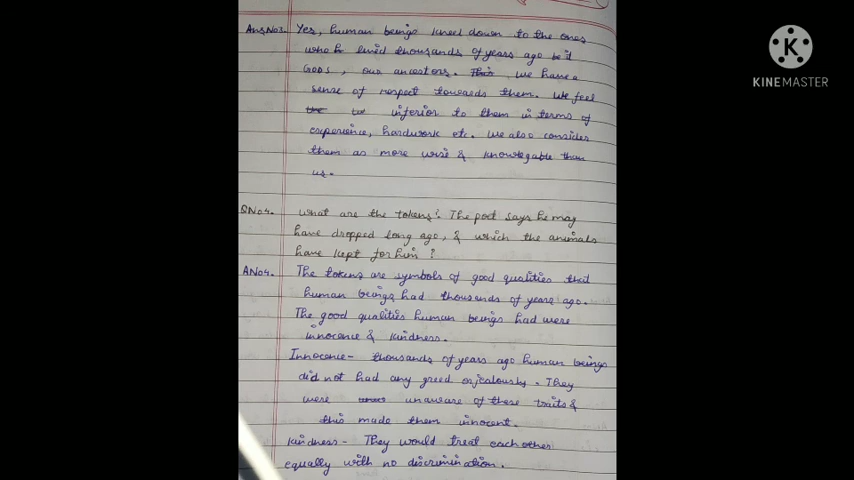 Ans No3. Yes, human beings kneel down to the ones
who lived thousands of years ago be it
Gods, our ancestors. This we have a
sense of respect towards them. We feel
inferior to them in terms of
experience, hardwork etc. We also consider
them as more wise & knowlegable than
us.
Q No4. What are the tokens? The poet says he may
have dropped long ago, & which the animals
have kept for him?
A No4. The tokens are symbols of good qualities that
human beings had thousands of years ago.
The good qualities human beings had were
innocence & kindness.
Innocence - thousands of years ago human beings
did not had any greed or jealously. They
were unaware of these traits &
this made them innocent.
Kindness - They would treat each other
equally with no discrimination.
K
KINEMASTER